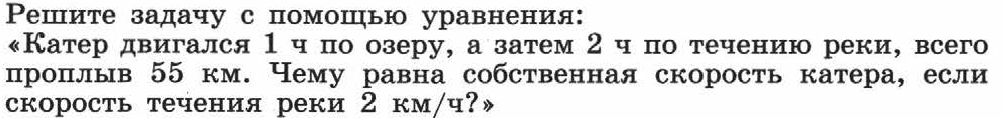 Решите задачу с помощью уравнения:
«Катер двигался 1 ч по озеру, а затем 2 ч по течению реки, всего
проплыв 55 км. Чему равна собственная скорость катера, если
скорость течения реки 2 км/ч?»